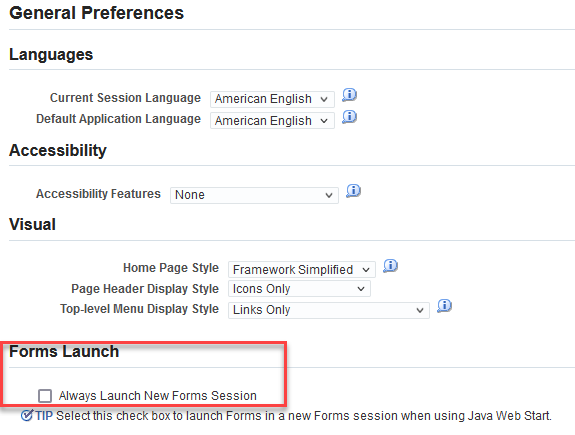 General Preferences
Languages
Current Session Language American English
Default Application Language American English
Accessibility
Accessibility Features None
Visual
Home Page Style Framework Simplified
Page Header Display Style Icons Only
Top-level Menu Display Style Links Only
Forms Launch
Always Launch New Forms Session
TIP Select this check box to launch Forms in a new Forms session when using Java Web Start.